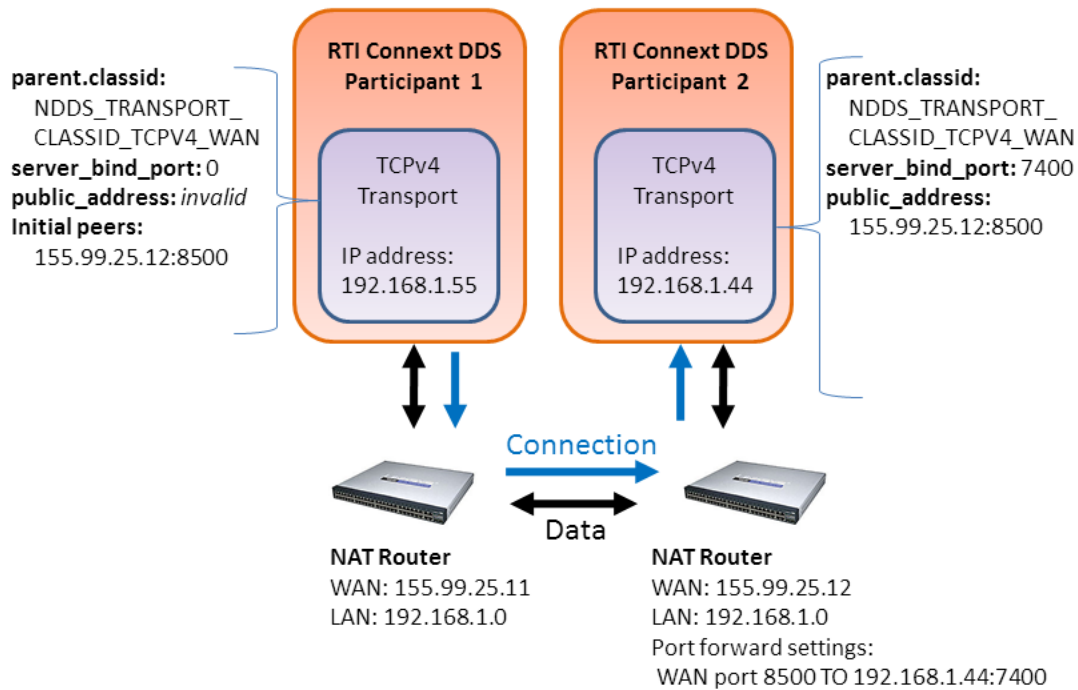 parent.classid:
NDDS_TRANSPORT_
CLASSID_TCPV4_WAN
server_bind_port: 0
public_address: invalid
Initial peers:
155.99.25.12:8500
RTI Connext DDS
Participant 1
TCPv4
Transport
IP address:
192.168.1.55
RTI Connext DDS
Participant 2
TCPv4
Transport
IP address:
192.168.1.44
parent.classid:
NDDS_TRANSPORT_
CLASSID_TCPV4_WAN
server_bind_port: 7400
public_address:
155.99.25.12:8500
Connection
Data
NAT Router
WAN: 155.99.25.11
LAN: 192.168.1.0
NAT Router
WAN: 155.99.25.12
LAN: 192.168.1.0
Port forward settings:
WAN port 8500 TO 192.168.1.44:7400